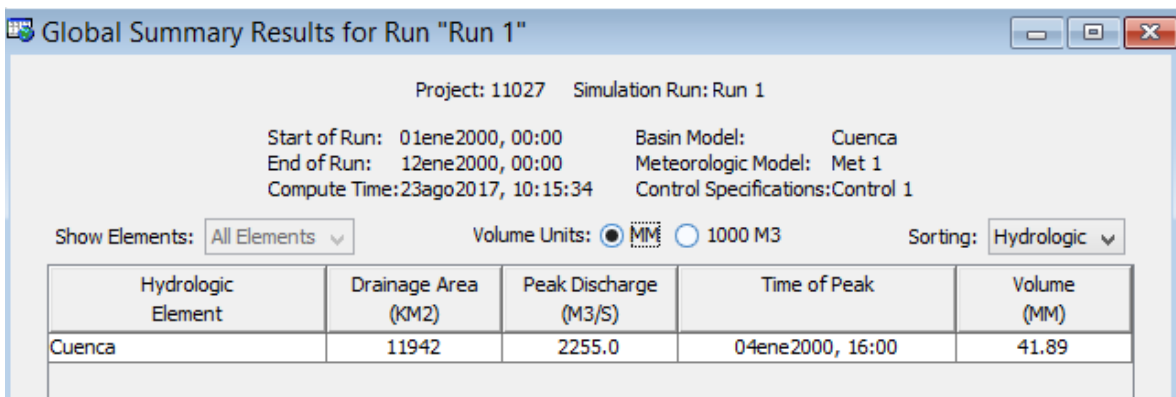 Global Summary Results for Run "Run 1"
Project: 11027 Simulation Run: Run 1
Start of Run: 01ene2000, 00:00 Basin Model: Cuenca
End of Run: 12ene2000, 00:00 Meteorologic Model: Met 1
Compute Time:23ago2017, 10:15:34 Control Specifications:Control 1
Show Elements: All Elements Volume Units: MM 1000 M3 Sorting: Hydrologic
Hydrologic Drainage Area Peak Discharge Time of Peak Volume
Element (KM2) (M3/S) (MM)
Cuenca 11942 2255.0 04ene2000, 16:00 41.89